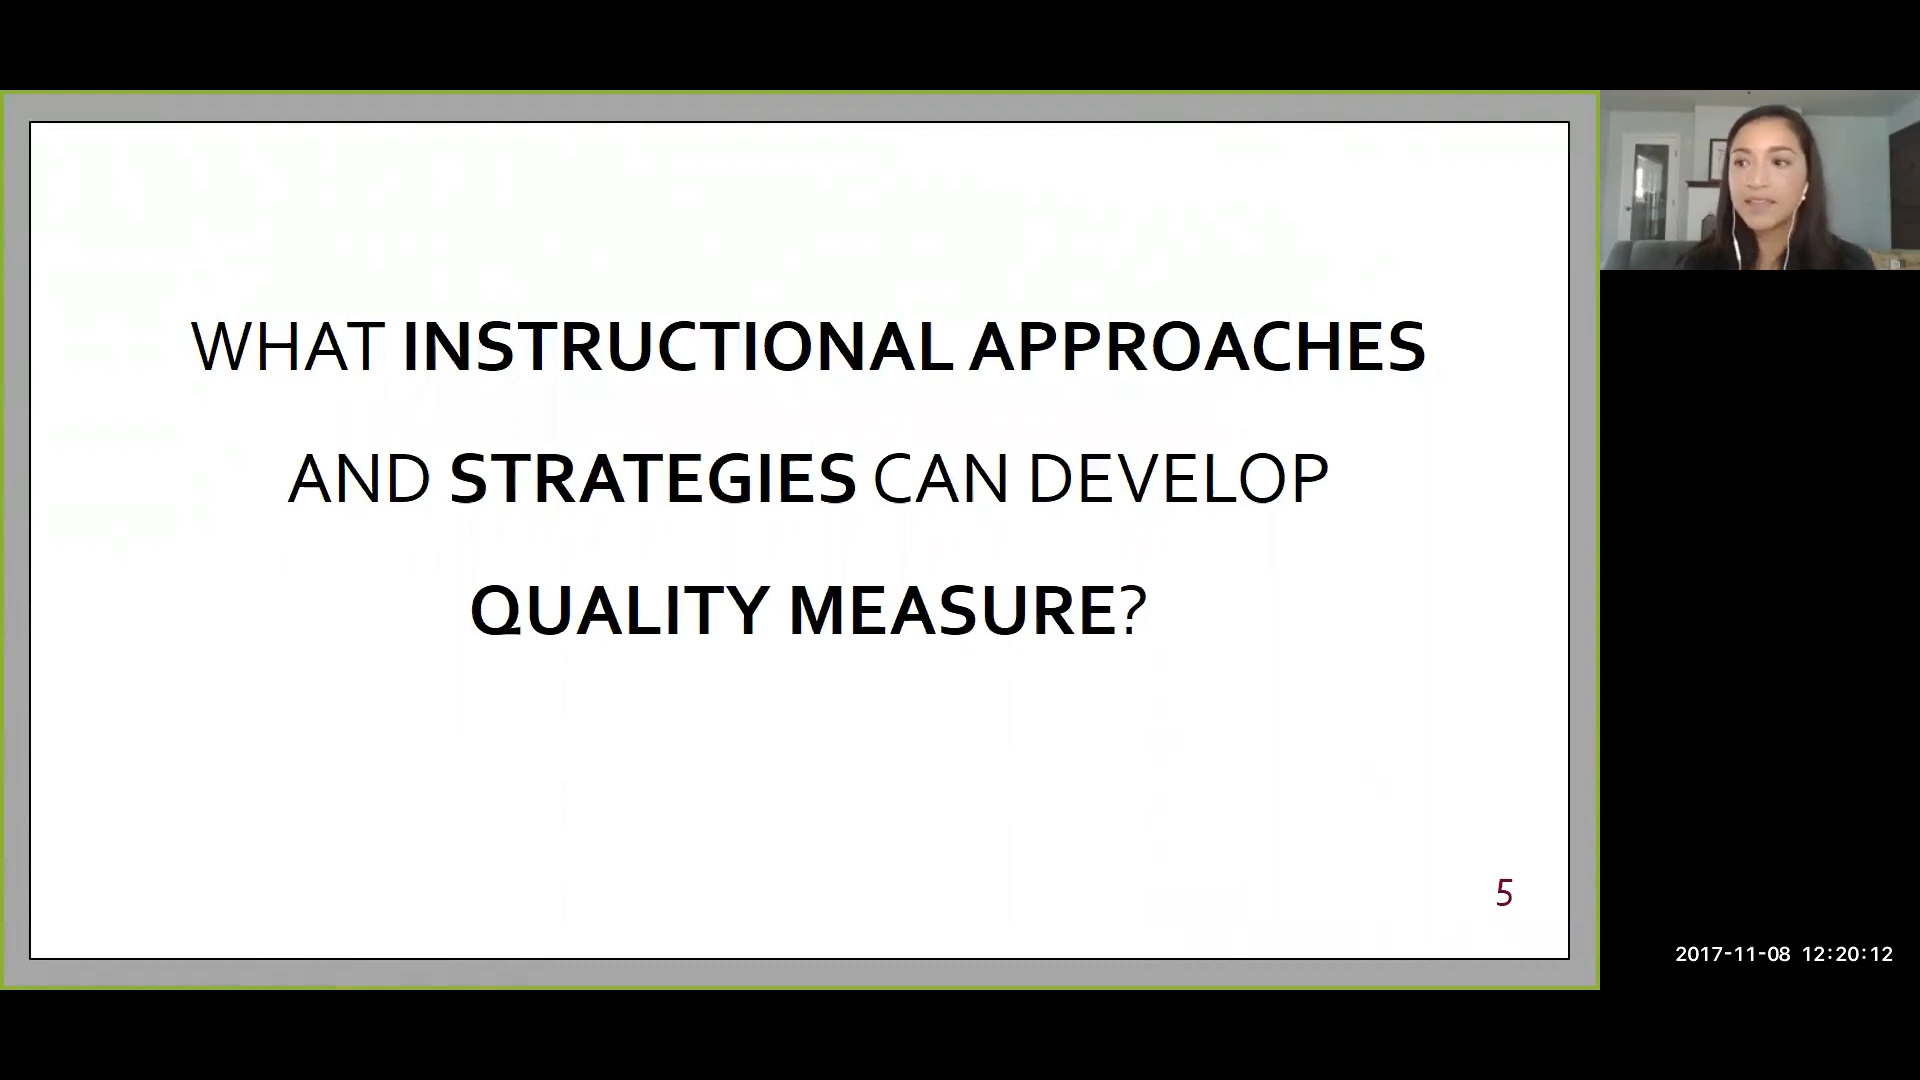 WHAT INSTRUCTIONAL APPROACHES
AND STRATEGIES CAN DEVELOP
QUALITY MEASURE?
5
2017-11-08 12:20:12